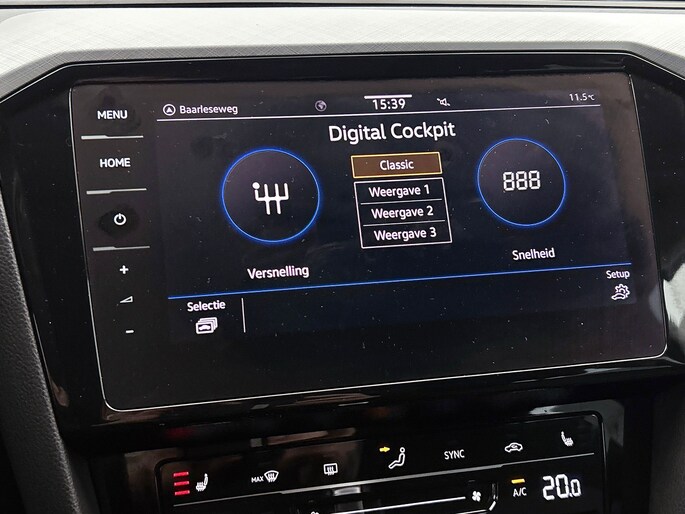 MENU
Baarleseweg
15:39
11.5°C
Digital Cockpit
HOME
Classic
Weergave 1
Weergave 2
Weergave 3
888
Versnelling
Snelheid
Selectie
Setup
+
-
MAX
SYNC
A/C
20.0